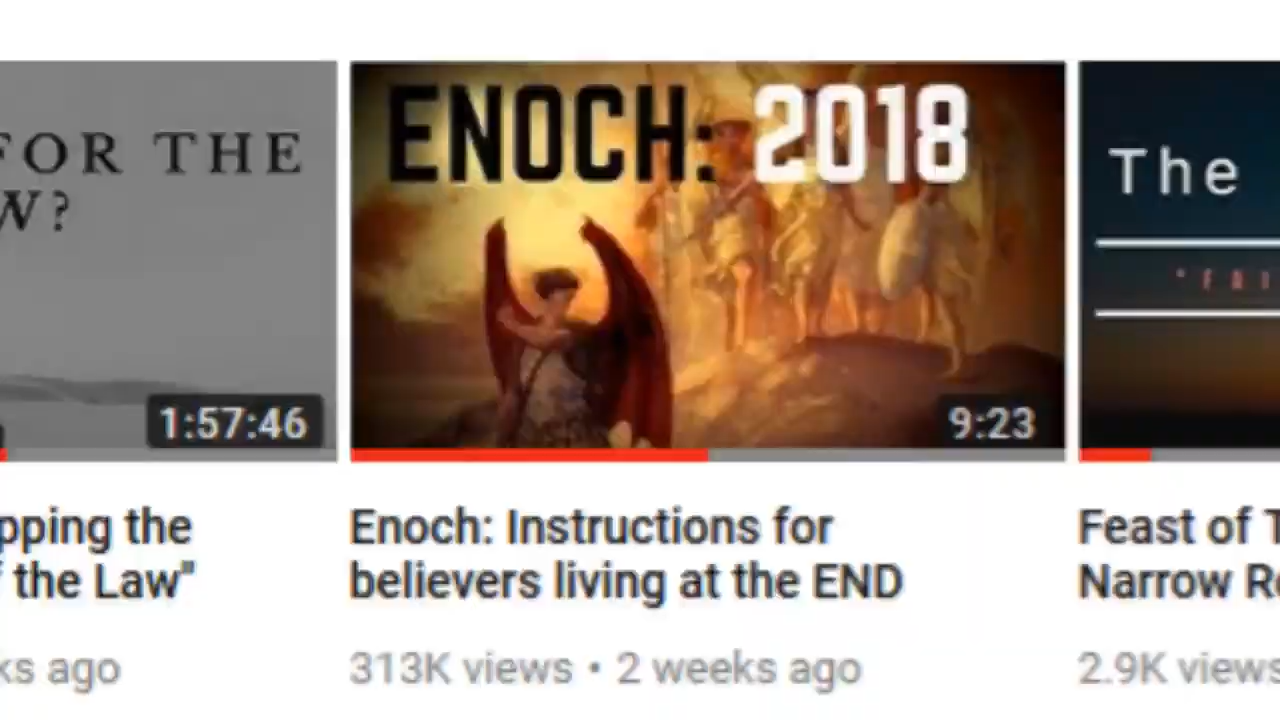 FOR THE
W?
1:57:46
pping the
the Law"
ago
ENOCH: 2018
9:23
Enoch: Instructions for
believers living at the END
313K views • 2 weeks ago
The
Feast of
Narrow
2.9K views